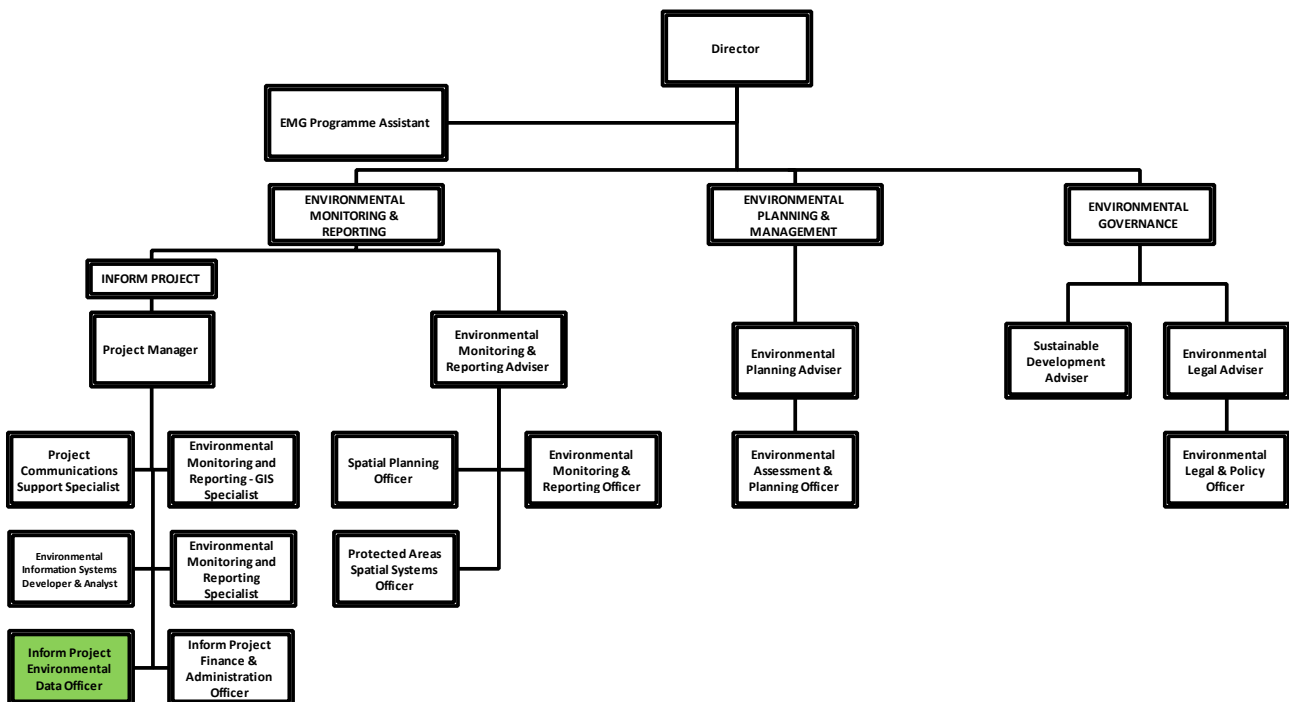 Director
EMG Programme Assistant
ENVIRONMENTAL
MONITORING &
REPORTING
ENVIRONMENTAL
PLANNING &
MANAGEMENT
ENVIRONMENTAL
GOVERNANCE
INFORM PROJECT
Project Manager
Environmental
Monitoring &
Reporting Adviser
Environmental
Planning Adviser
Sustainable
Development
Adviser
Environmental
Legal Adviser
Project
Communications
Support Specialist
Environmental
Monitoring and
Reporting - GIS
Specialist
Spatial Planning
Officer
Environmental
Monitoring &
Reporting Officer
Environmental
Assessment &
Planning Officer
Environmental
Legal & Policy
Officer
Environmental
Information Systems
Developer & Analyst
Environmental
Monitoring and
Reporting
Specialist
Protected Areas
Spatial Systems
Officer
Inform Project
Environmental
Data Officer
Inform Project
Finance &
Administration
Officer